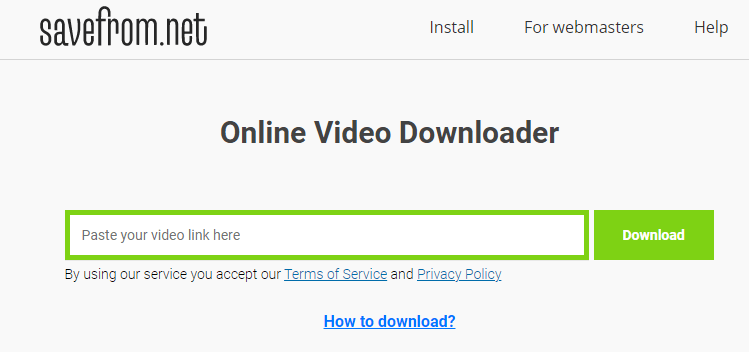 savefrom.net Install For webmasters Help
Online Video Downloader
Paste your video link here Download
By using our service you accept our Terms of Service and Privacy Policy
How to download?